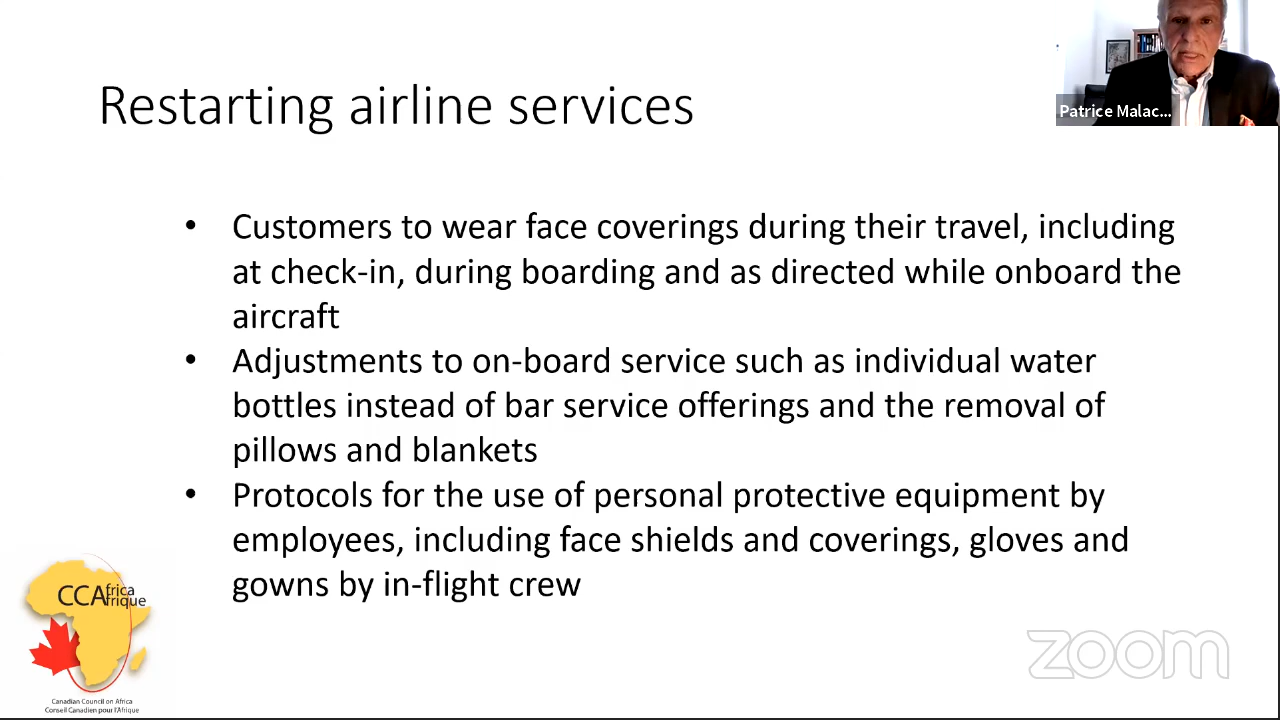 Restarting airline services
Patrice Malac...
• Customers to wear face coverings during their travel, including
at check-in, during boarding and as directed while onboard the
aircraft
• Adjustments to on-board service such as individual water
bottles instead of bar service offerings and the removal of
pillows and blankets
• Protocols for the use of personal protective equipment by
employees, including face shields and coverings, gloves and
gowns by in-flight crew
CCAfrica
frique
Canadian Council on Africa
Conseil Canadien pour l'Afrique
zoom